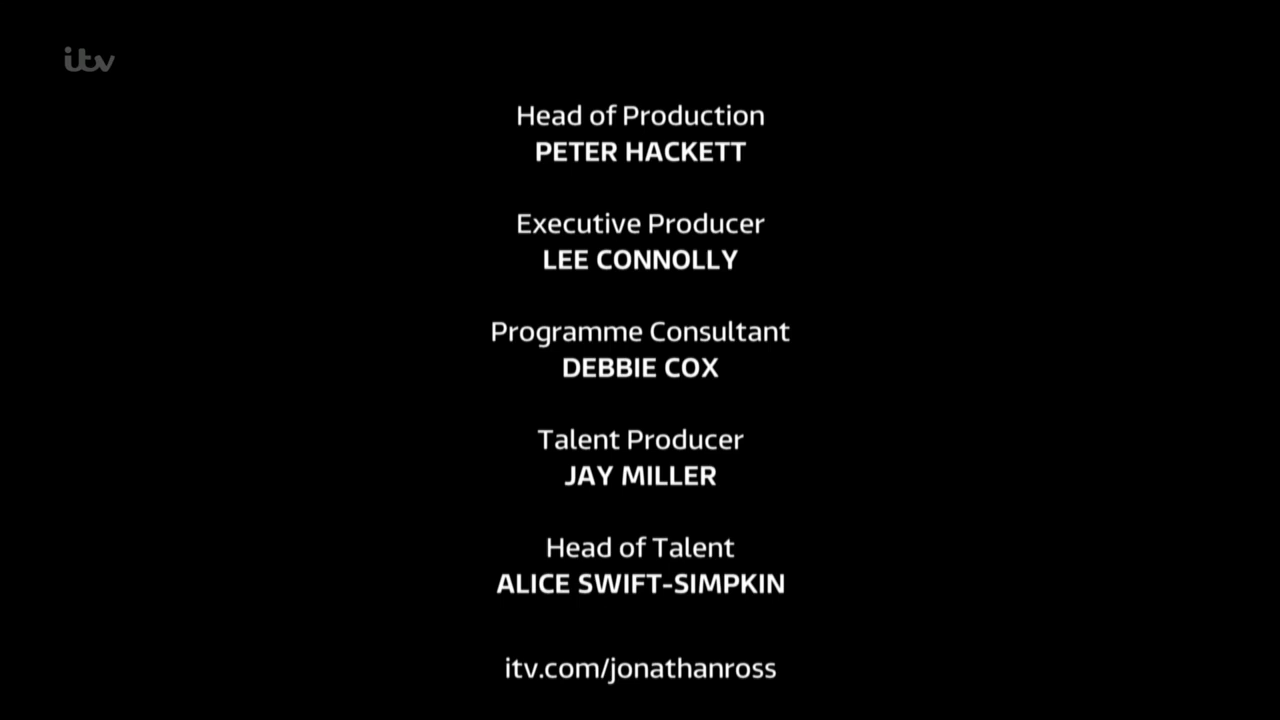 itv
Head of Production
PETER HACKETT
Executive Producer
LEE CONNOLLY
Programme Consultant
DEBBIE COX
Talent Producer
JAY MILLER
Head of Talent
ALICE SWIFT-SIMPKIN
itv.com/jonathanross